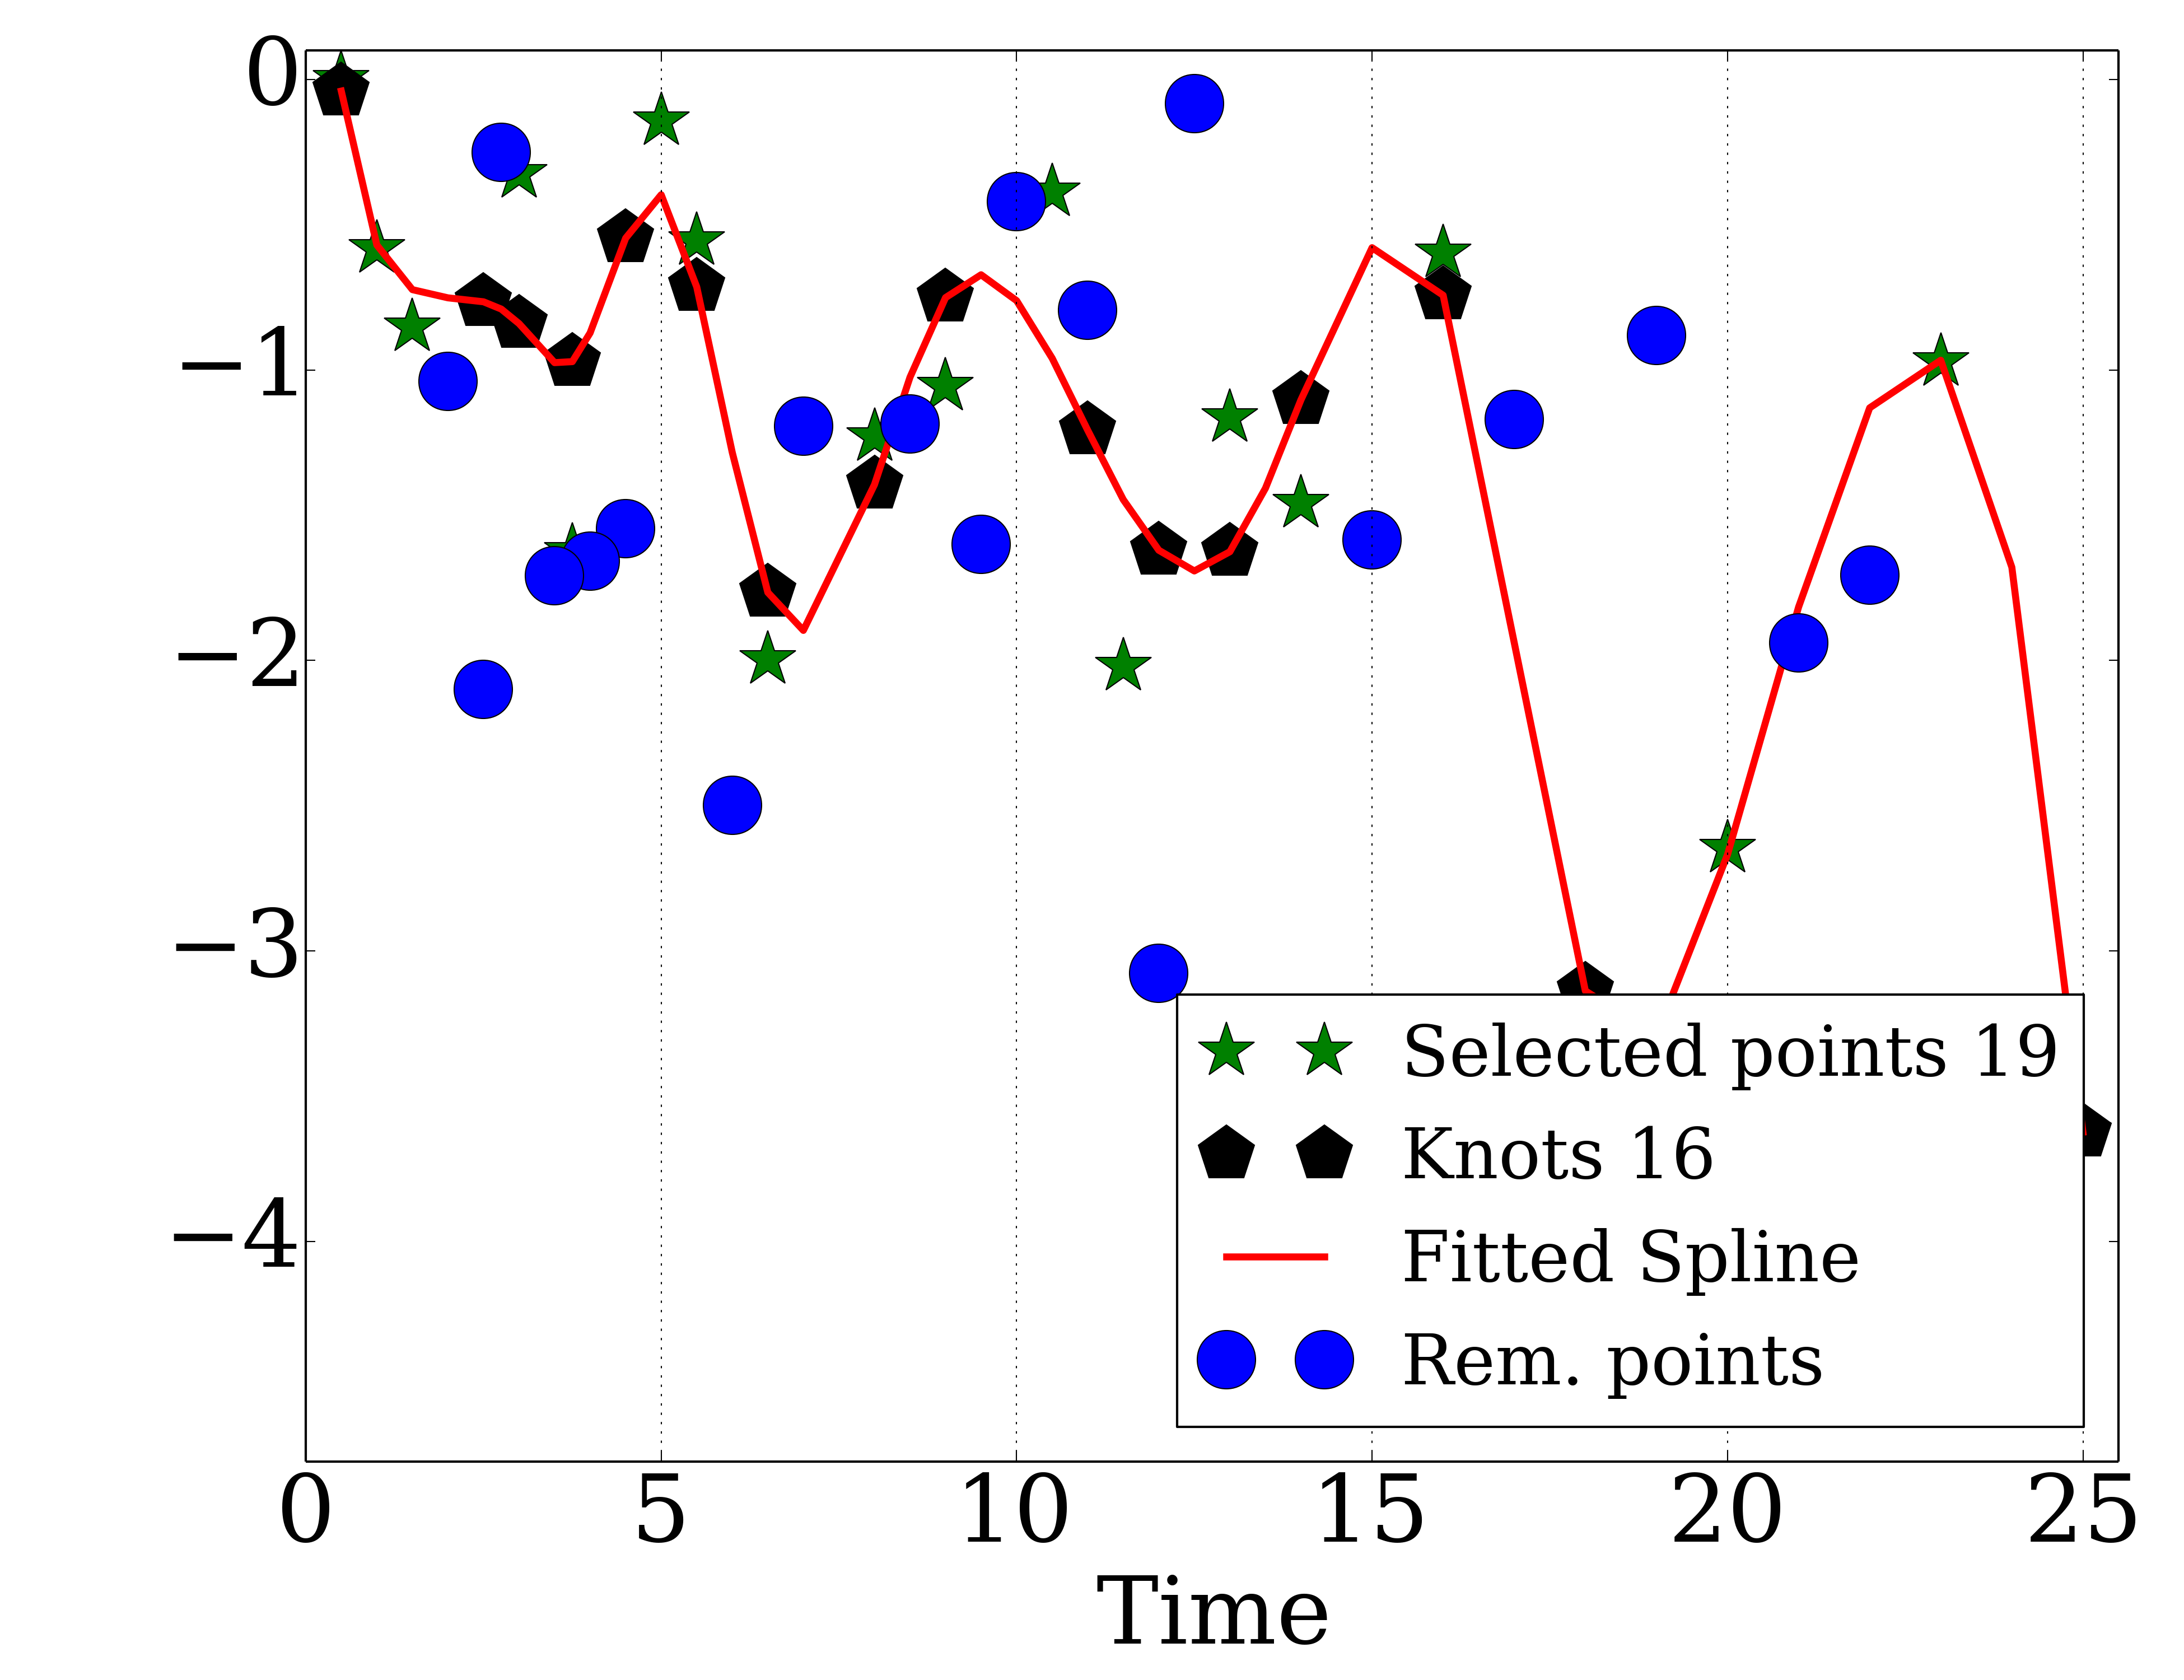 0
−1
−2
−3
−4
Selected points 19
Knots 16
Fitted Spline
Rem. points
0 5 10 15 20 25
Time